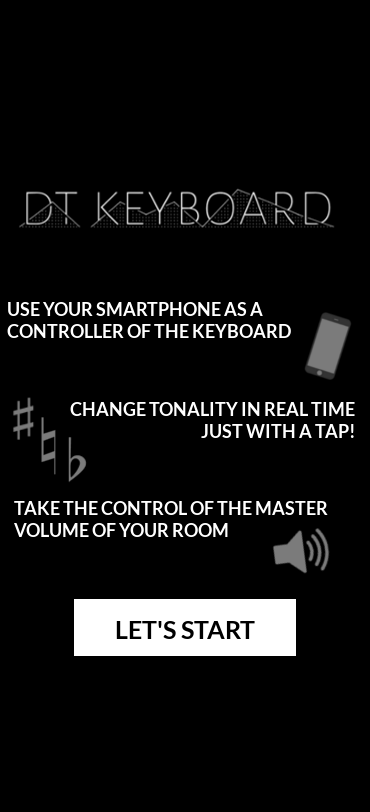 DT KEYBOARD
USE YOUR SMARTPHONE AS A
CONTROLLER OF THE KEYBOARD
CHANGE TONALITY IN REAL TIME
JUST WITH A TAP!
TAKE THE CONTROL OF THE MASTER
VOLUME OF YOUR ROOM
LET'S START